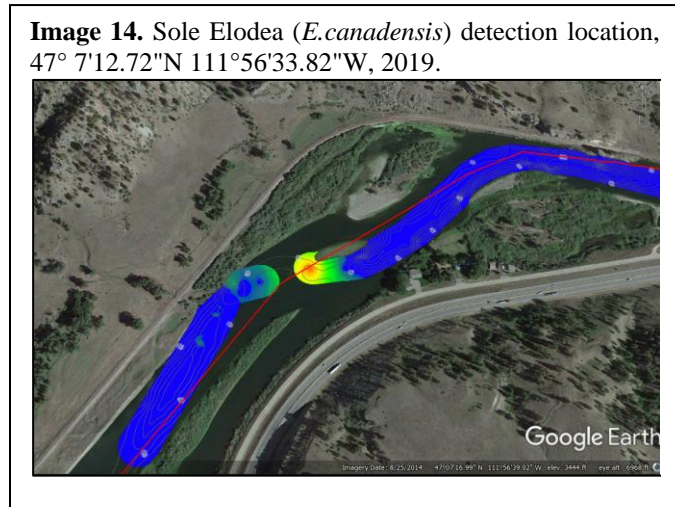 Image 14. Sole Elodea (E.canadensis) detection location,
47° 7'12.72"N 111°56'33.82"W, 2019.
Google Earth
Imagery Date: 8/25/2014 47°07'16.99" N 111°56'39.02" W elev 3444 ft eye alt 6968 ft